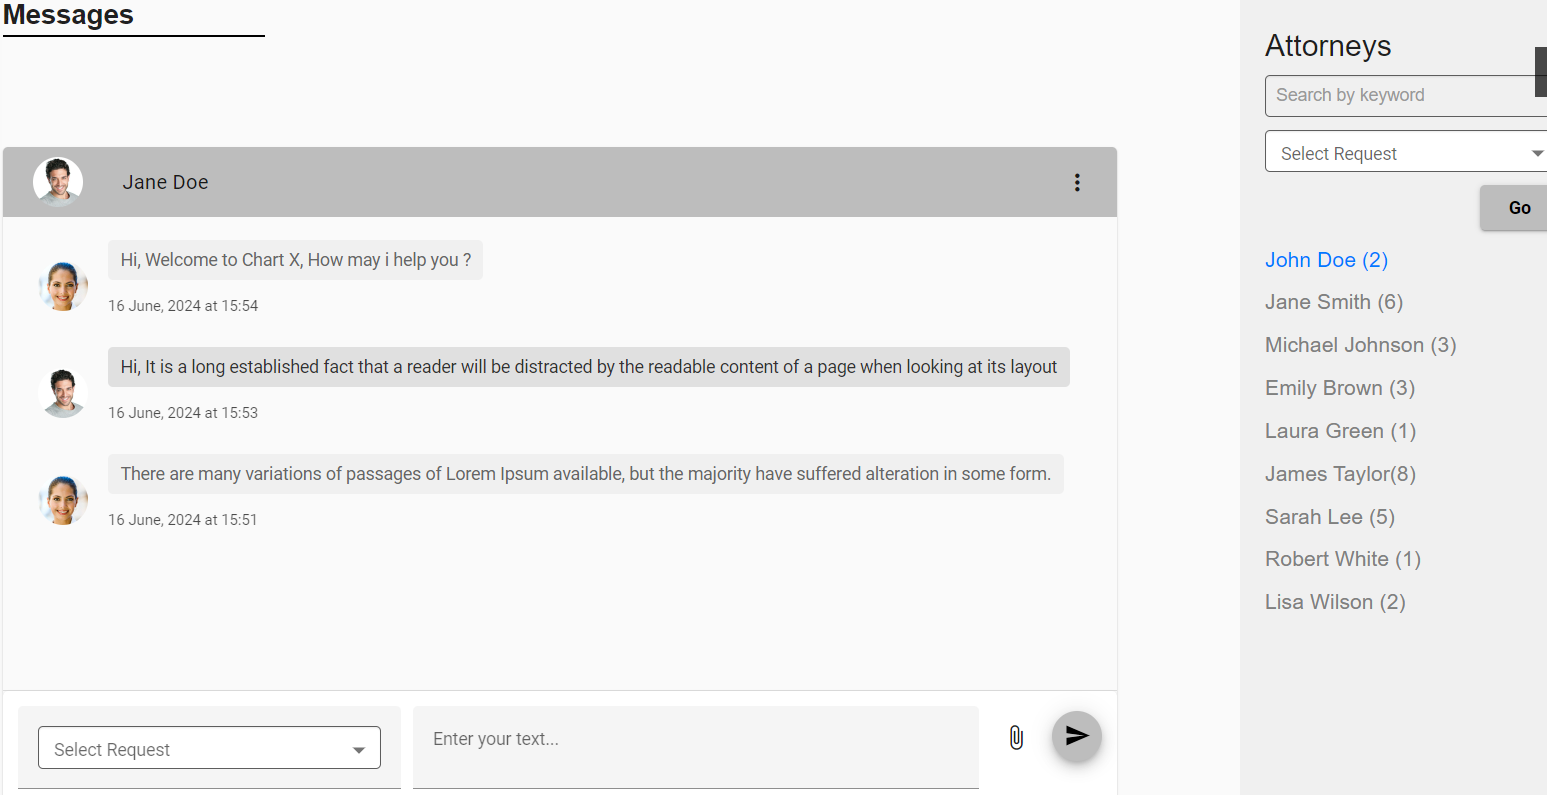 Messages
Jane Doe
Hi, Welcome to Chart X, How may i help you ?
16 June, 2024 at 15:54
Hi, It is a long established fact that a reader will be distracted by the readable content of a page when looking at its layout
16 June, 2024 at 15:53
There are many variations of passages of Lorem Ipsum available, but the majority have suffered alteration in some form.
16 June, 2024 at 15:51
Select Request
Enter your text...
Attorneys
Search by keyword
Select Request
Go
John Doe (2)
Jane Smith (6)
Michael Johnson (3)
Emily Brown (3)
Laura Green (1)
James Taylor(8)
Sarah Lee (5)
Robert White (1)
Lisa Wilson (2)